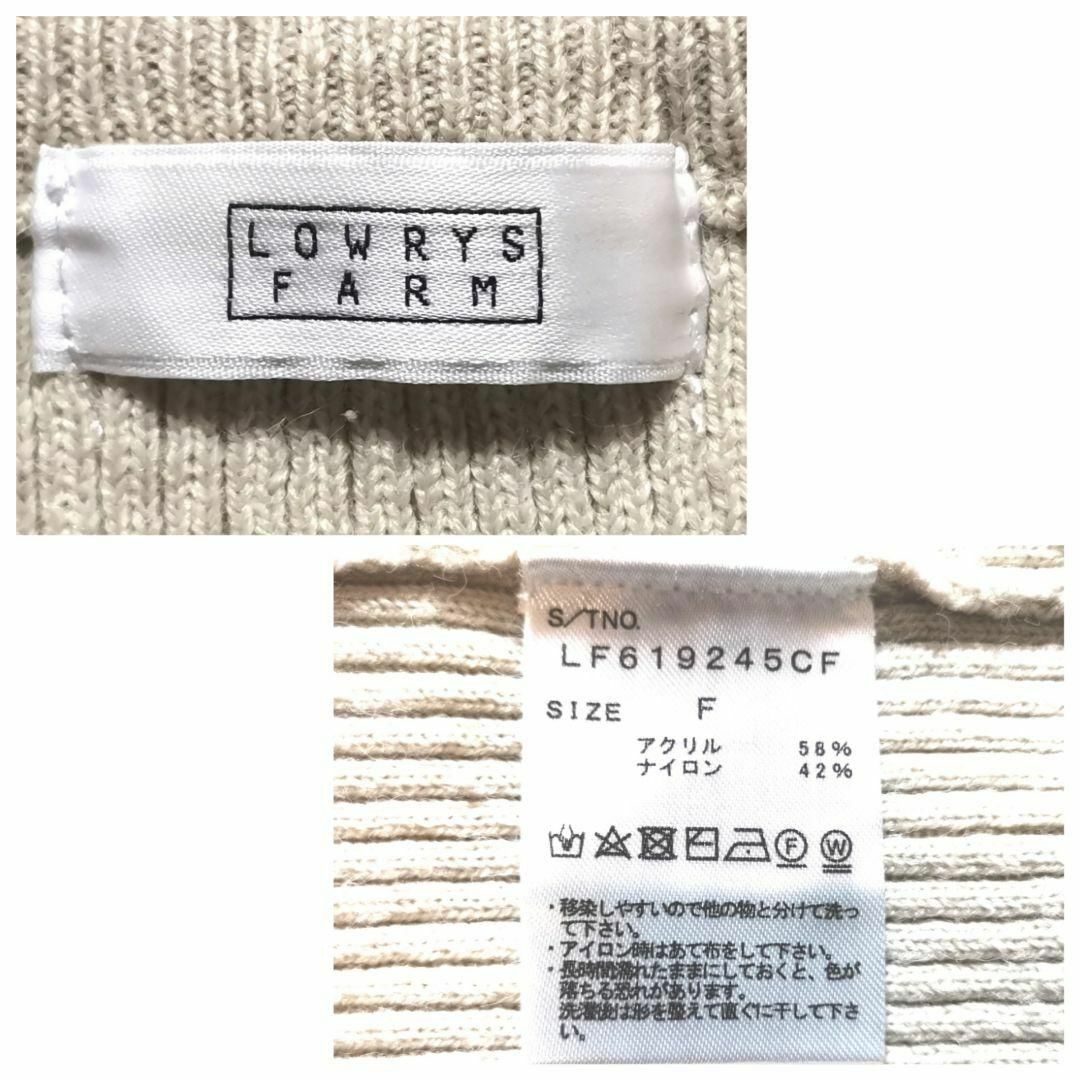 LOWRYS
FARM
S/TNO.
LF619245CF
SIZE F
アクリル 58%
ナイロン 42%
F W
・移染しやすいので他の物と分けて洗っ
て下さい。
・アイロン時はあて布をして下さい。
・長時間濡れたままにしておくと、色が
落ちる恐れがあります。
洗濯後は形を整えて直ぐに干して下さ
い。